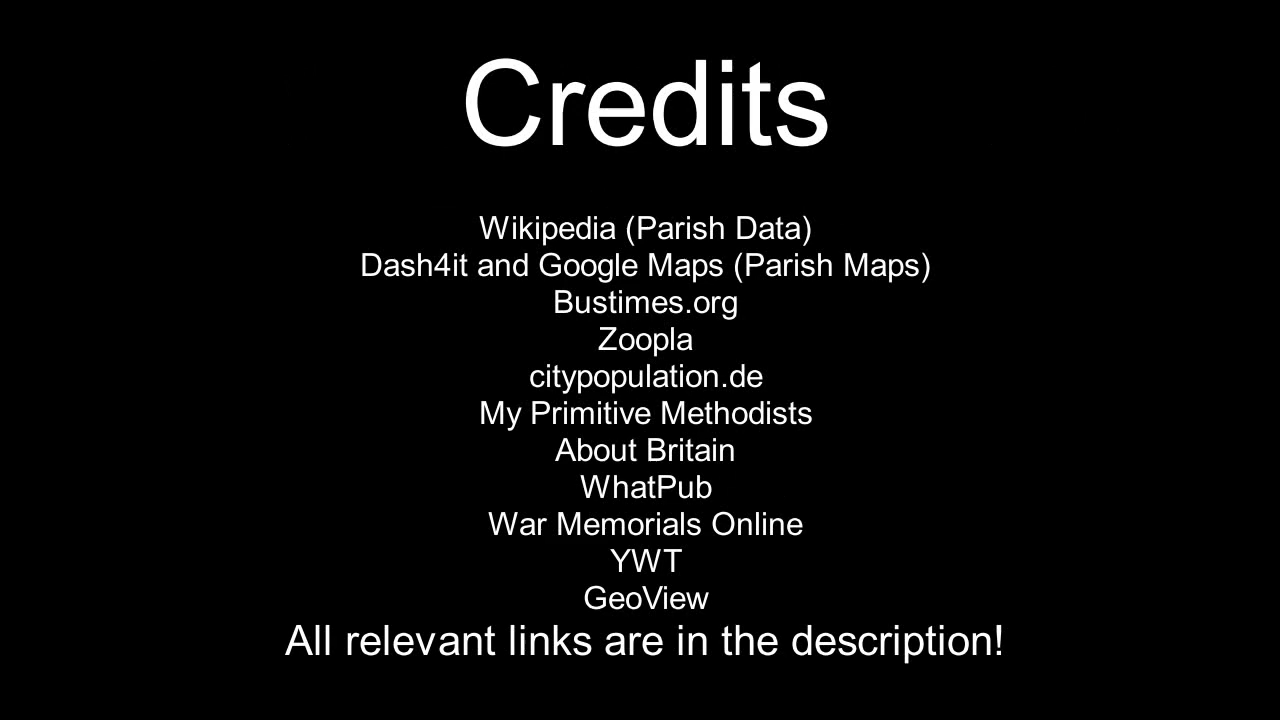 Credits
Wikipedia (Parish Data)
Dash4it and Google Maps (Parish Maps)
Bustimes.org
Zoopla
citypopulation.de
My Primitive Methodists
About Britain
WhatPub
War Memorials Online
YWT
GeoView
All relevant links are in the description!